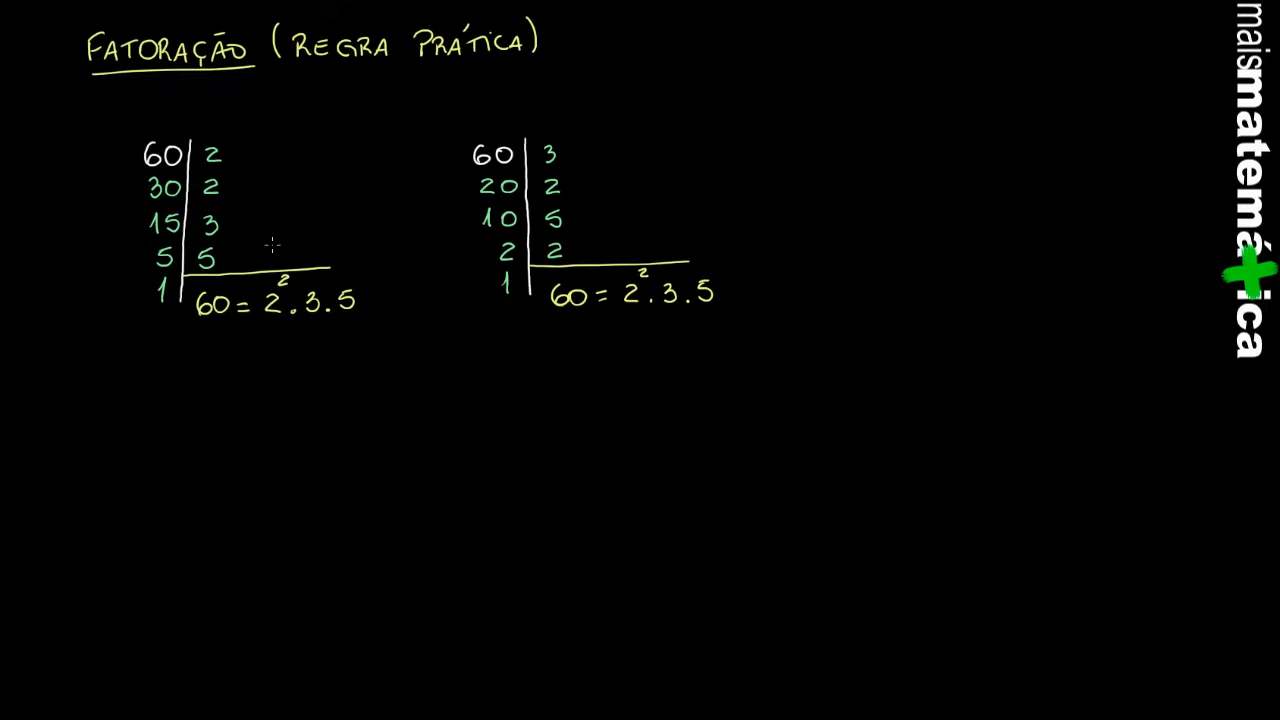 FATORAÇÃO (REGRA PRÁTICA)
60 | 2
30 | 2
15 | 3
5 | 5
1
60 = 2² . 3 . 5
60 | 3
20 | 2
10 | 5
2 | 2
1
60 = 2² . 3 . 5
maismatemática